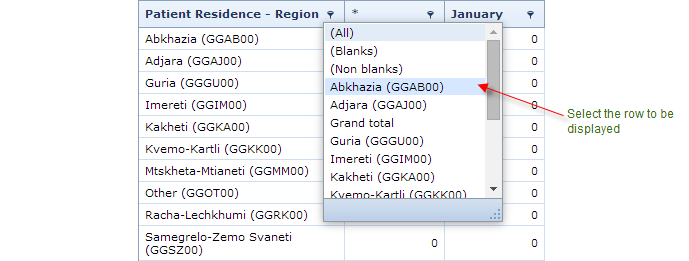 Patient Residence - Region * January
Abkhazia (GGAB00) 0
Adjara (GGAJ00) 0
Guria (GGGU00) 0
Imereti (GGIM00) 0
Kakheti (GGKA00) 0
Kvemo-Kartli (GGKK00) 0
Mtskheta-Mtianeti (GGMM00) 0
Other (GGOT00) 0
Racha-Lechkhumi (GGRK00) 0
Samegrelo-Zemo Svaneti
(GGSZ00) 0 0
(All)
(Blanks)
(Non blanks)
Abkhazia (GGAB00)
Adjara (GGAJ00)
Grand total
Guria (GGGU00)
Imereti (GGIM00)
Kakheti (GGKA00)
Kvemo-Kartli (GGKK00)
Select the row to be
displayed